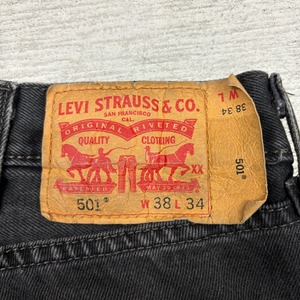 LEVI STRAUSS & CO.
SAN FRANCISCO
CAL.
ORIGINAL RIVETED
QUALITY CLOTHING
XX
501® W 38 L 34
W L
38 34
501®